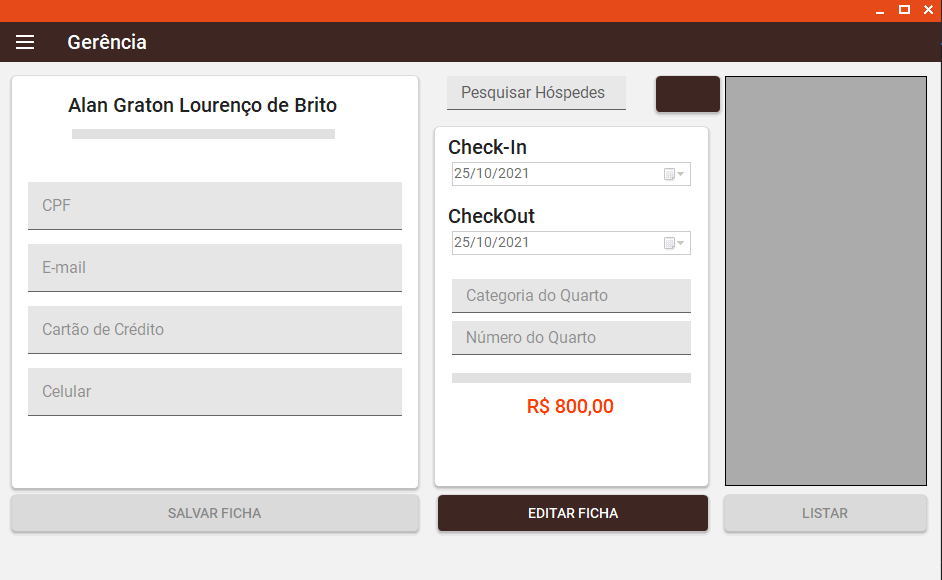 Gerência
Alan Graton Lourenço de Brito
CPF
E-mail
Cartão de Crédito
Celular
SALVAR FICHA
Pesquisar Hóspedes
Check-In
25/10/2021
CheckOut
25/10/2021
Categoria do Quarto
Número do Quarto
R$ 800,00
EDITAR FICHA
LISTAR